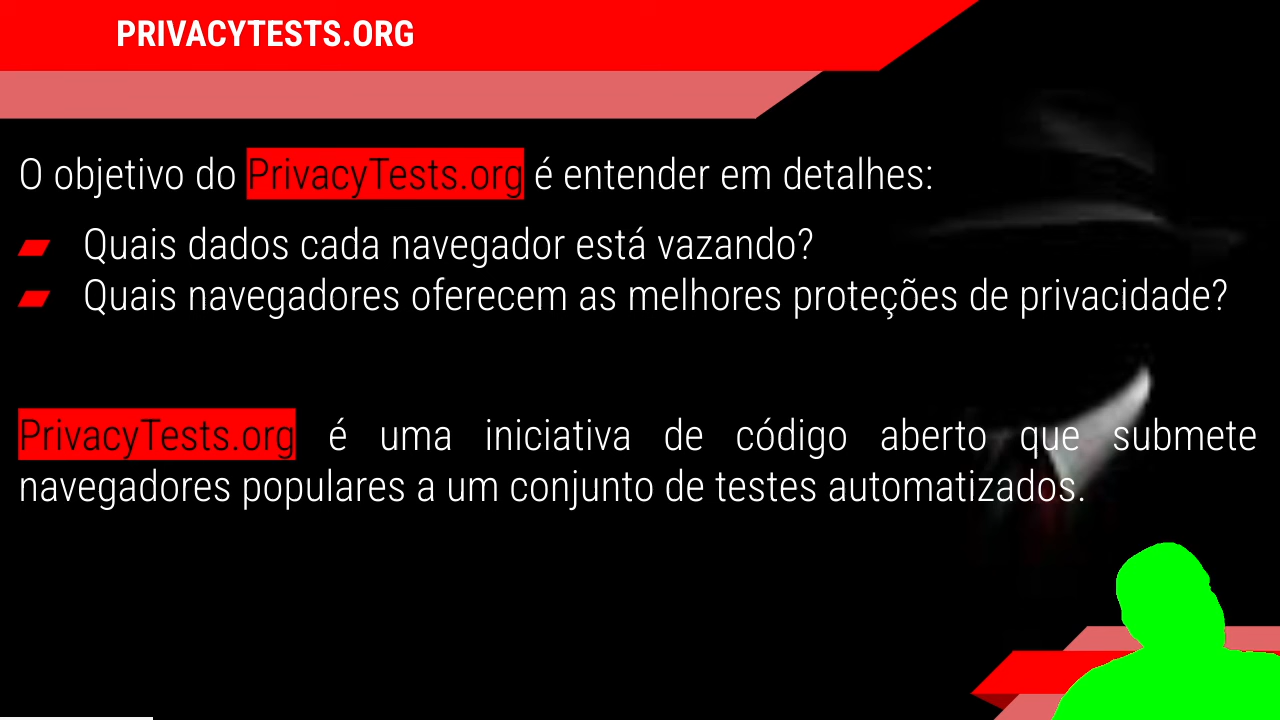 PRIVACYTESTS.ORG
O objetivo do PrivacyTests.org é entender em detalhes:
Quais dados cada navegador está vazando?
Quais navegadores oferecem as melhores proteções de privacidade?
PrivacyTests.org é uma iniciativa de código aberto que submete
navegadores populares a um conjunto de testes automatizados.